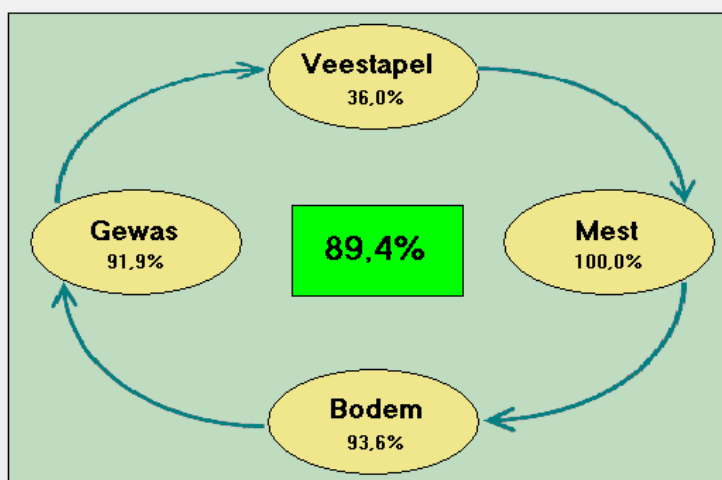 Veestapel
36,0%
Gewas
91,9%
89,4%
Mest
100,0%
Bodem
93,6%